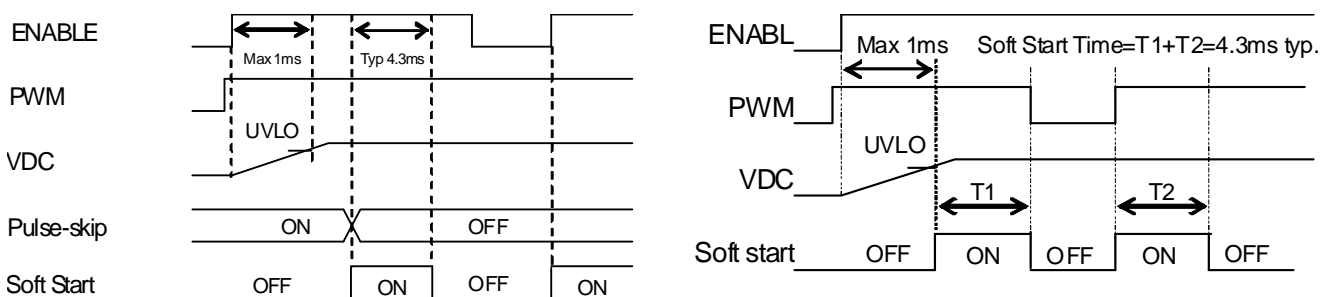 ENABLE
Max 1ms
Typ 4.3ms
PWM
UVLO
VDC
Pulse-skip
ON
OFF
Soft Start
OFF
ON
OFF
ON
ENABL
Max 1ms
Soft Start Time=T1+T2=4.3ms typ.
PWM
UVLO
VDC
T1
T2
Soft start
OFF
ON
OFF
ON
OFF